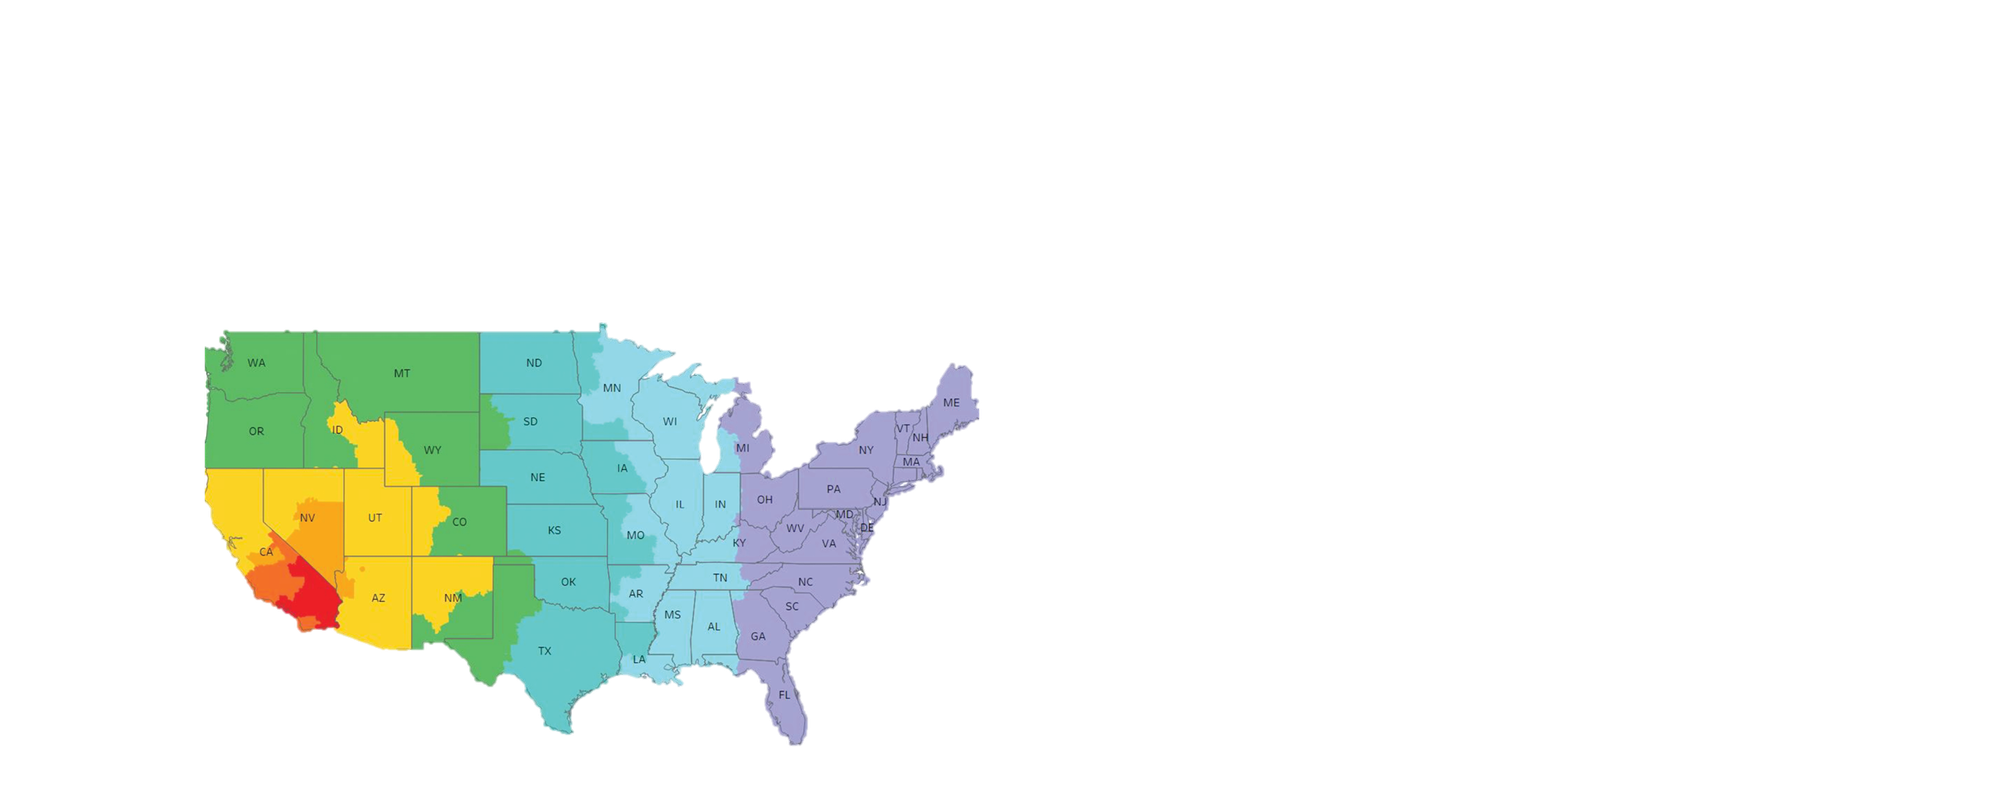 WA
MT
ND
MN
ME
OR
ID
WY
SD
WI
MI
NY
VT
NH
MA
NE
IA
IL
IN
OH
PA
NJ
NV
UT
CO
KS
MO
KY
WV
MD
DE
VA
CA
AZ
NM
OK
AR
TN
NC
SC
MS
AL
GA
TX
LA
FL